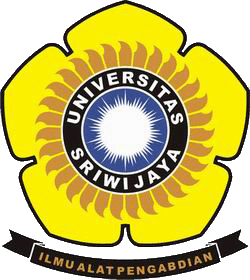 UNIVERSITAS
SRIWIJAYA
ILMU ALAT PENGABDIAN